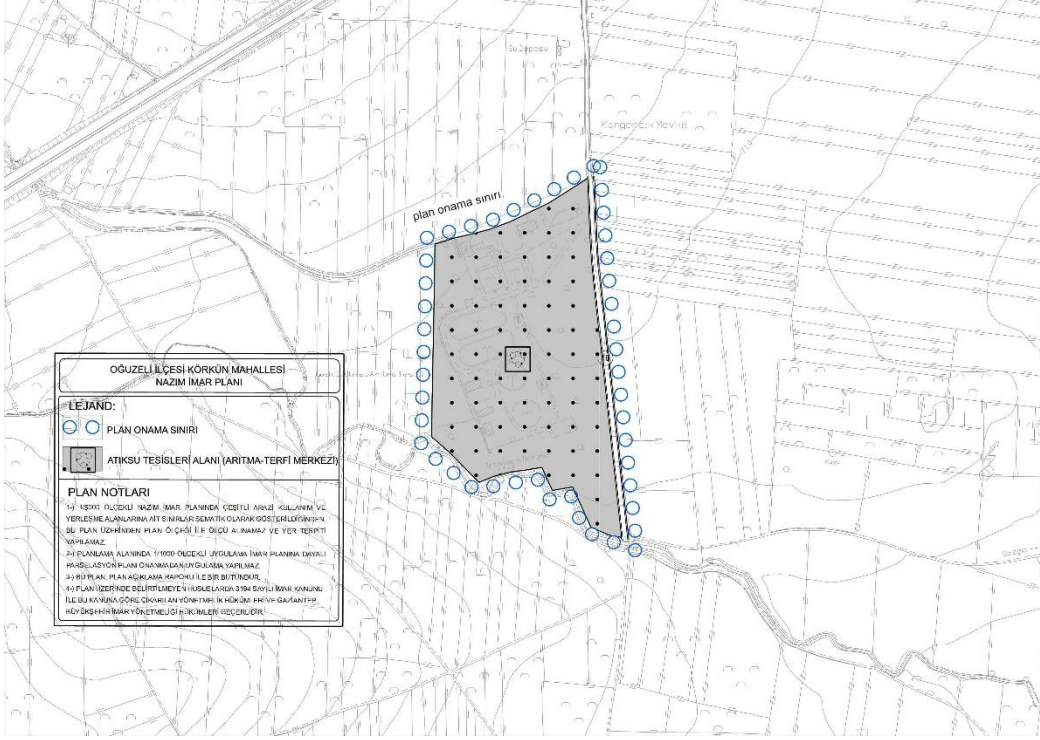 Su Deposu
plan onama sınırı
10
OĞUZELİ İLÇESİ KÖRKÜN MAHALLESİ
NAZIM İMAR PLANI
LEJAND:
PLAN ONAMA SINIRI
ATIKSU TESİSLERİ ALANI (ARITMA-TERFİ MERKEZİ)
PLAN NOTLARI
1-) 1/5000 ÖLÇEKLİ NAZIM İMAR PLANINDA ÇEŞİTLİ ARAZİ KULLANIM VE
YERLEŞME ALANLARINA AİT SINIRLAR ŞEMATİK OLARAK GÖSTERİLDİĞİNDEN
BU PLAN ÜZERİNDEN PLAN ÖLÇEĞİ İLE ÖLÇÜ ALINAMAZ VE YER TESPİTİ
YAPILAMAZ.
2-) PLANLAMA ALANINDA 1/1000 ÖLÇEKLİ UYGULAMA İMAR PLANINA DAYALI
PARSELASYON PLANI ONANMADAN UYGULAMA YAPILMAZ.
3-) BU PLAN, PLAN AÇIKLAMA RAPORU İLE BİR BÜTÜNDÜR.
4-) PLAN ÜZERİNDE BELİRTİLMEYEN HUSUSLARDA 3194 SAYILI İMAR KANUNU
İLE BU KANUNA GÖRE ÇIKARILAN YÖNETMELİK HÜKÜMLERİ VE GAZİANTEP
BÜYÜKŞEHİR İMAR YÖNETMELİĞİ HÜKÜMLERİ GEÇERLİDİR.